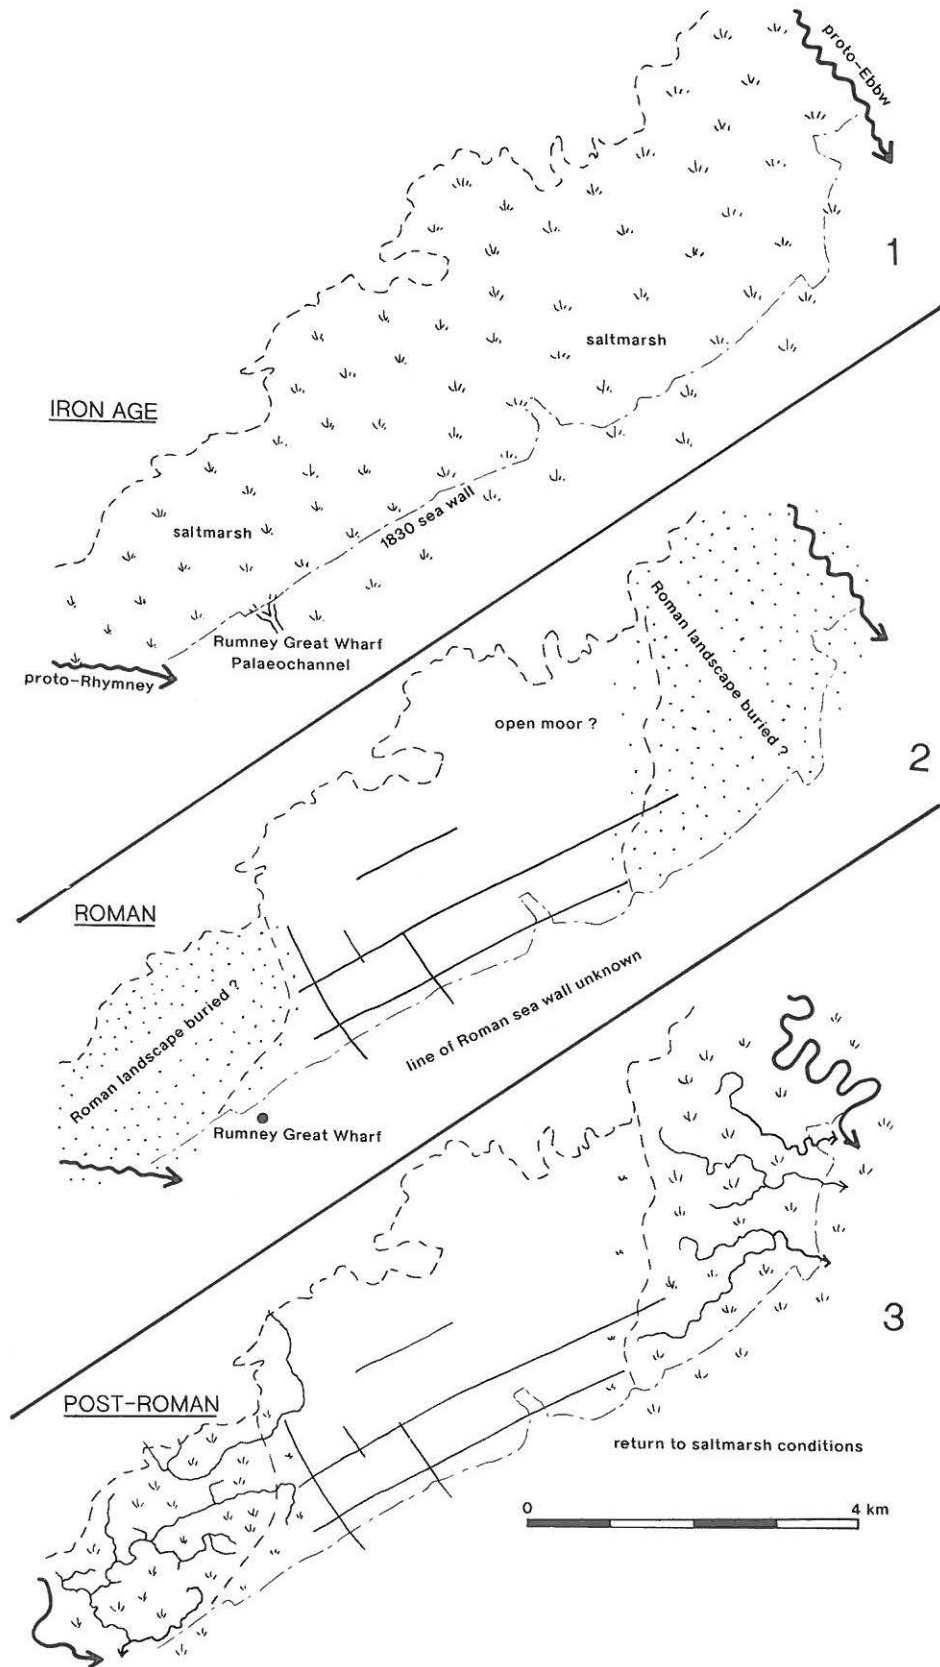 proto-Ebbw
1
saltmarsh
IRON AGE
1830 sea wall
saltmarsh
Rumney Great Wharf
Palaeochannel
proto-Rhymney
Roman landscape buried ?
open moor ?
2
ROMAN
Roman landscape buried ?
line of Roman sea wall unknown
Rumney Great Wharf
3
POST-ROMAN
return to saltmarsh conditions
0 4 km